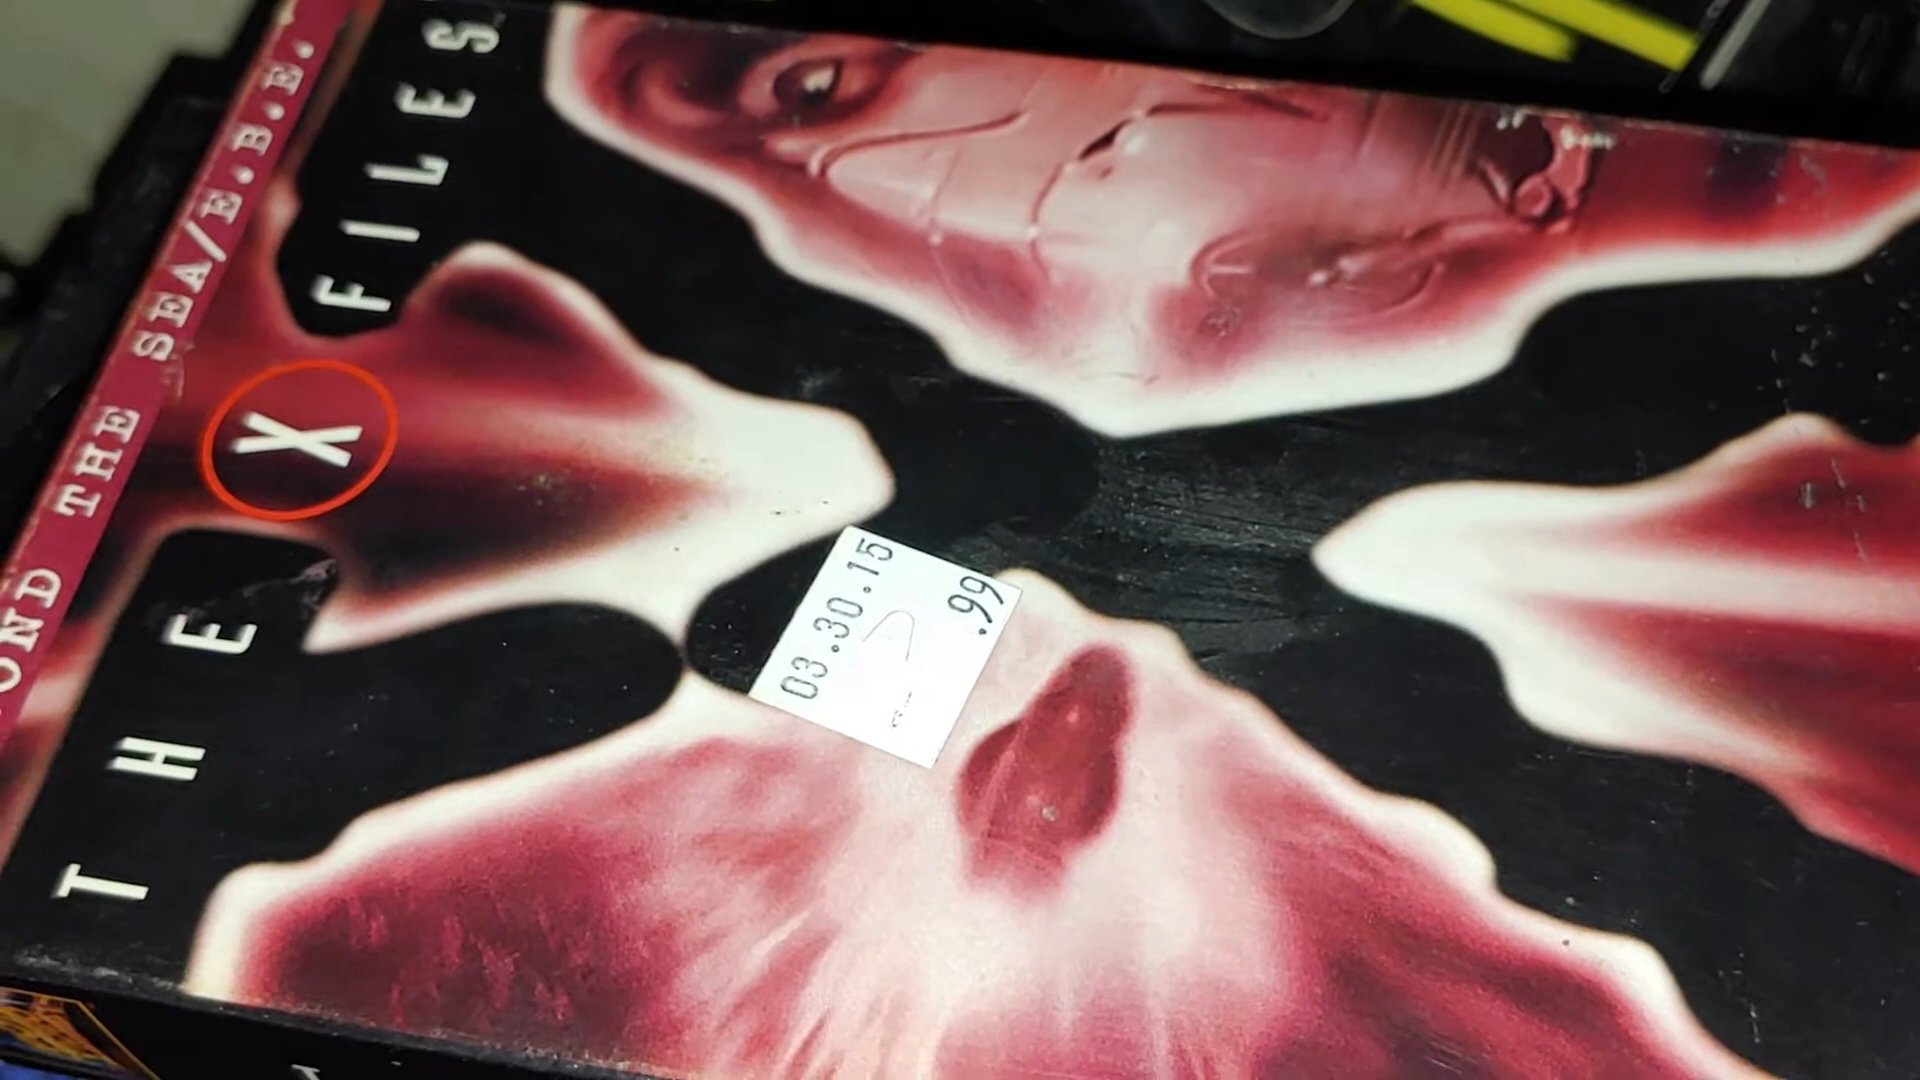 OND THE SEA/E.B.E.
THE X FILES
03.30.15
.99